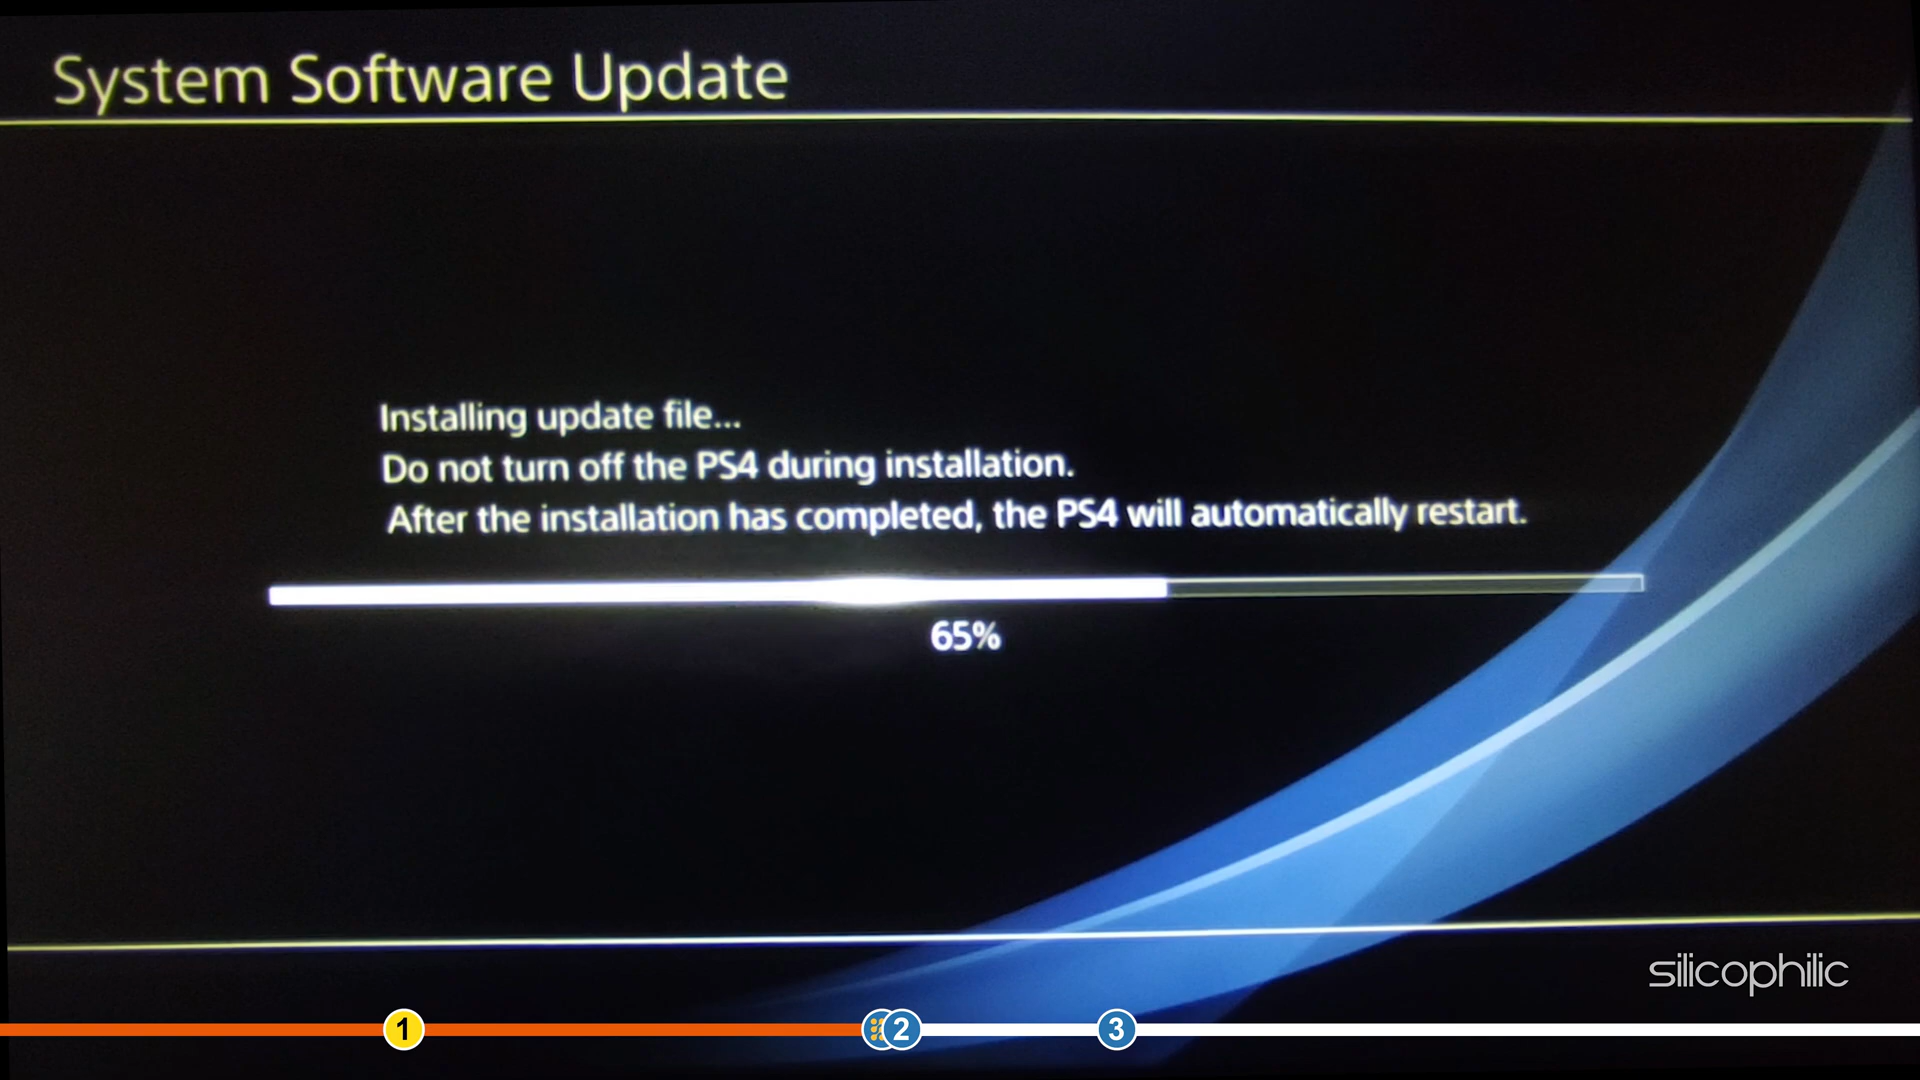 System Software Update
Installing update file...
Do not turn off the PS4 during installation.
After the installation has completed, the PS4 will automatically restart.
65%
silicophilic
1
2
3